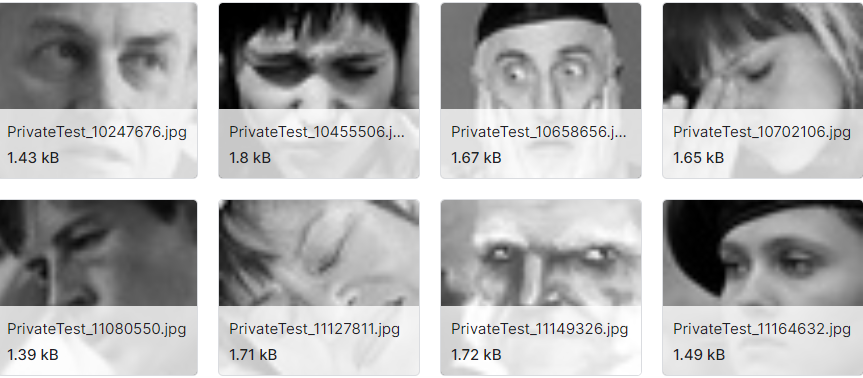 PrivateTest_10247676.jpg
1.43 kB
PrivateTest_10455506.j...
1.8 kB
PrivateTest_10658656.j...
1.67 kB
PrivateTest_10702106.jpg
1.65 kB
PrivateTest_11080550.jpg
1.39 kB
PrivateTest_11127811.jpg
1.71 kB
PrivateTest_11149326.jpg
1.72 kB
PrivateTest_11164632.jpg
1.49 kB